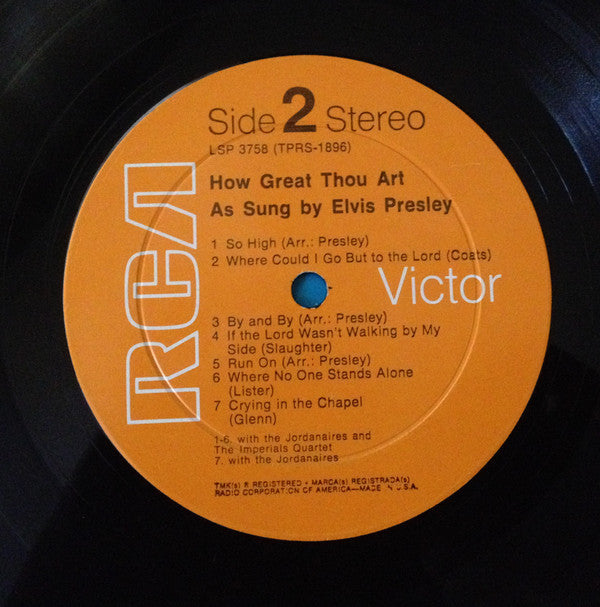 Side 2 Stereo
LSP 3758 (TPRS-1896)
How Great Thou Art
As Sung by Elvis Presley
1 So High (Arr.: Presley)
2 Where Could I Go But to the Lord (Coats)
RCA
Victor
3 By and By (Arr.: Presley)
4 If the Lord Wasn't Walking by My
Side (Slaughter)
5 Run On (Arr.: Presley)
6 Where No One Stands Alone
(Lister)
7 Crying in the Chapel
(Glenn)
1-6. with the Jordanaires and
The Imperials Quartet
7. with the Jordanaires
TMK(s) ® REGISTERED • MARCA(s) REGISTRADA(s)
RADIO CORPORATION OF AMERICA—MADE IN U.S.A.